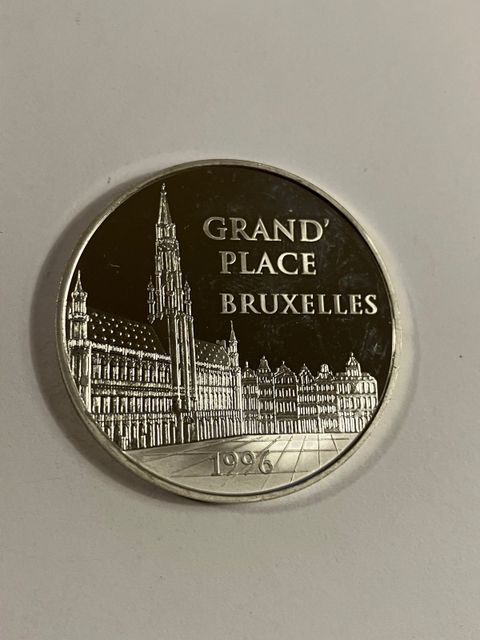 GRAND'
PLACE
BRUXELLES
1996